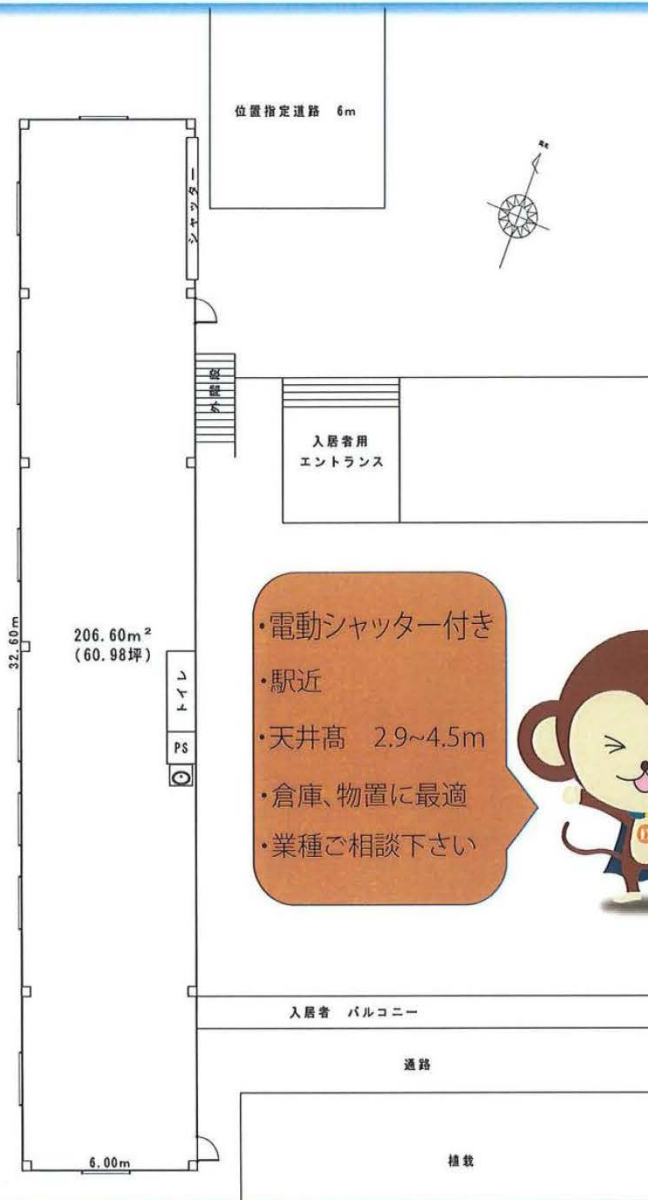 位置指定道路 6m
シャッター
外階段
入居者用
エントランス
32.60m
206.60m²
(60.98坪)
トイレ
PS
・電動シャッター付き
・駅近
・天井髙 2.9~4.5m
・倉庫、物置に最適
・業種ご相談下さい
入居者 バルコニー
通路
6.00m
植栽